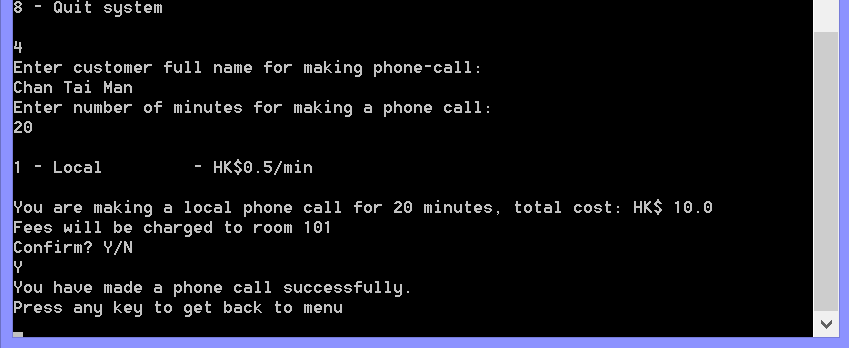 8 - Quit system
4
Enter customer full name for making phone-call:
Chan Tai Man
Enter number of minutes for making a phone call:
20
1 - Local - HK$0.5/min
You are making a local phone call for 20 minutes, total cost: HK$ 10.0
Fees will be charged to room 101
Confirm? Y/N
Y
You have made a phone call successfully.
Press any key to get back to menu